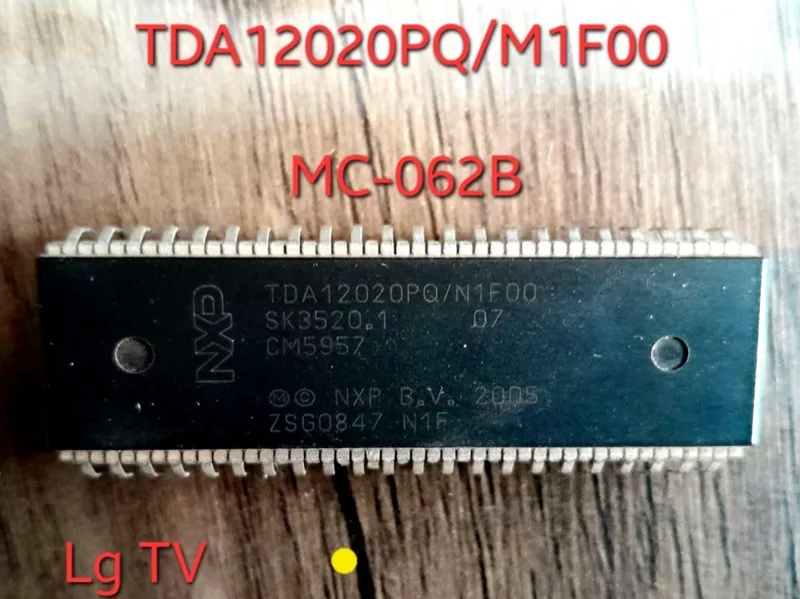 TDA12020PQ/M1F00
MC-062B
NXP
TDA12020PQ/N1F00
SK3520.1 07
CM5957
Ⓜ© NXP B.V. 2005
ZSG0847 N1F
Lg TV